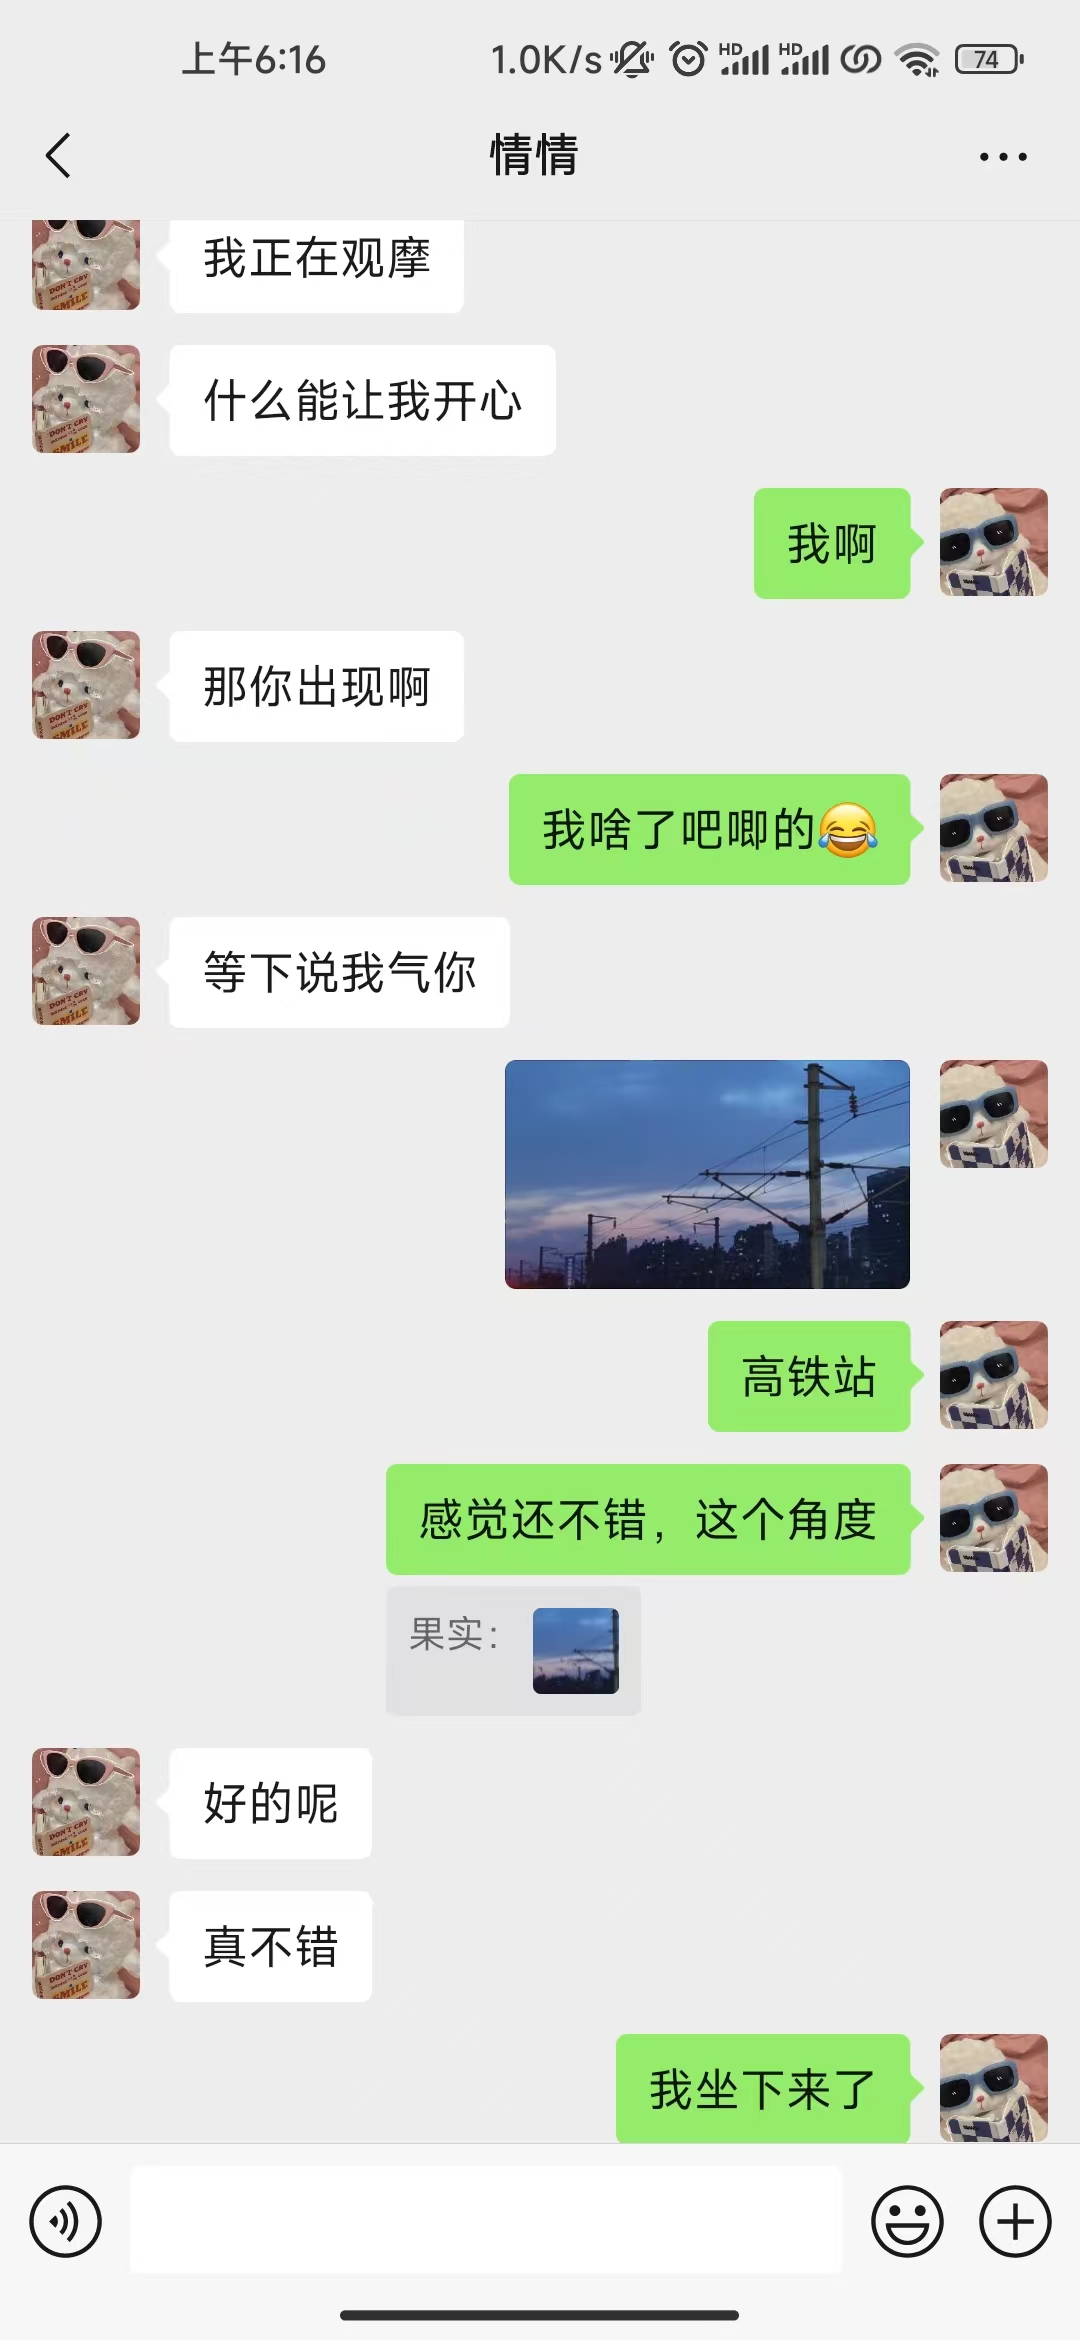 上午6:16
1.0K/s
HD
HD
74
情情
我正在观摩
什么能让我开心
我啊
那你出现啊
我啥了吧唧的😂
等下说我气你
高铁站
感觉还不错，这个角度
果实：
好的呢
真不错
我坐下来了
DON'T CRY
SMILE